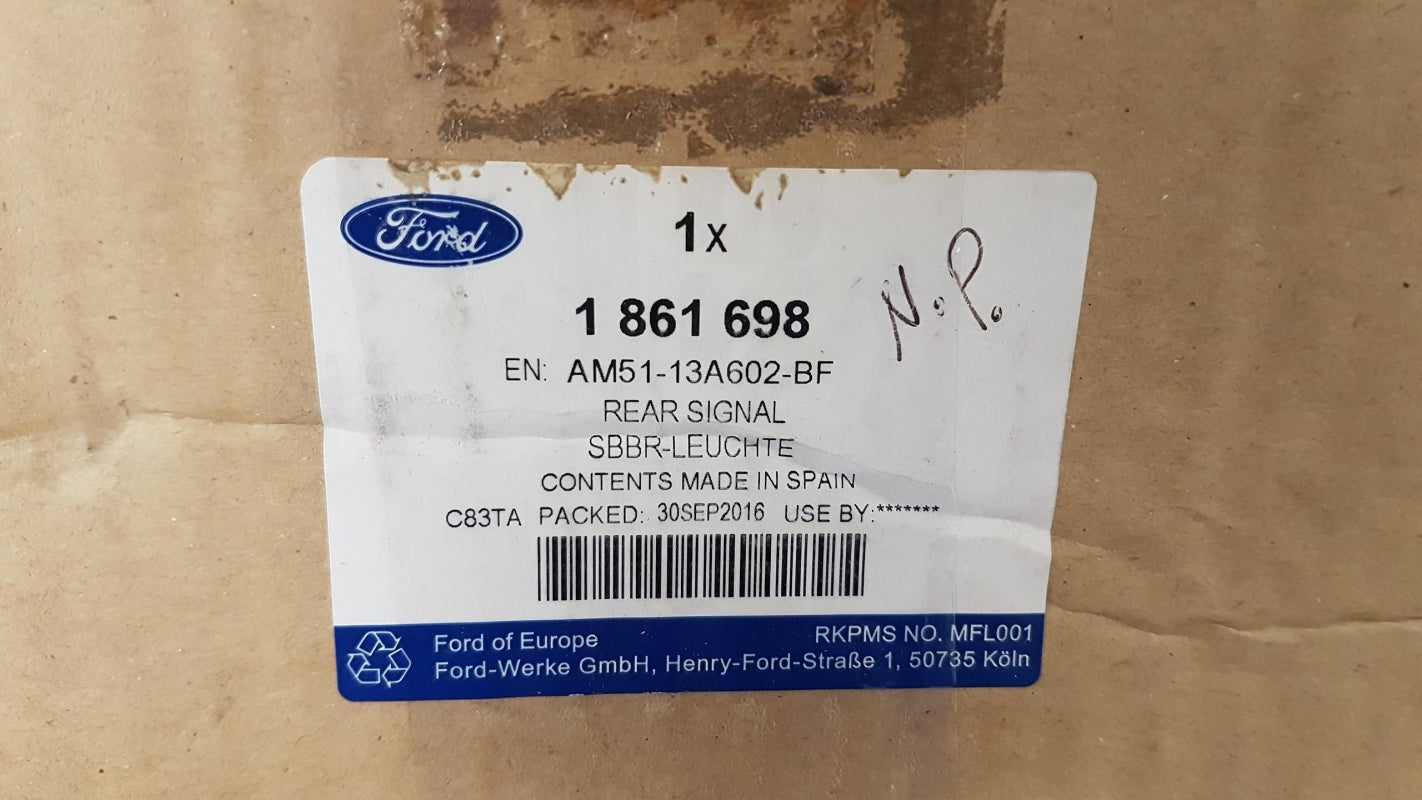 Ford
1x
N.P.
1 861 698
EN: AM51-13A602-BF
REAR SIGNAL
SBBR-LEUCHTE
CONTENTS MADE IN SPAIN
C83TA PACKED: 30SEP2016 USE BY:*******
Ford of Europe RKPMS NO. MFL001
Ford-Werke GmbH, Henry-Ford-Straße 1, 50735 Köln